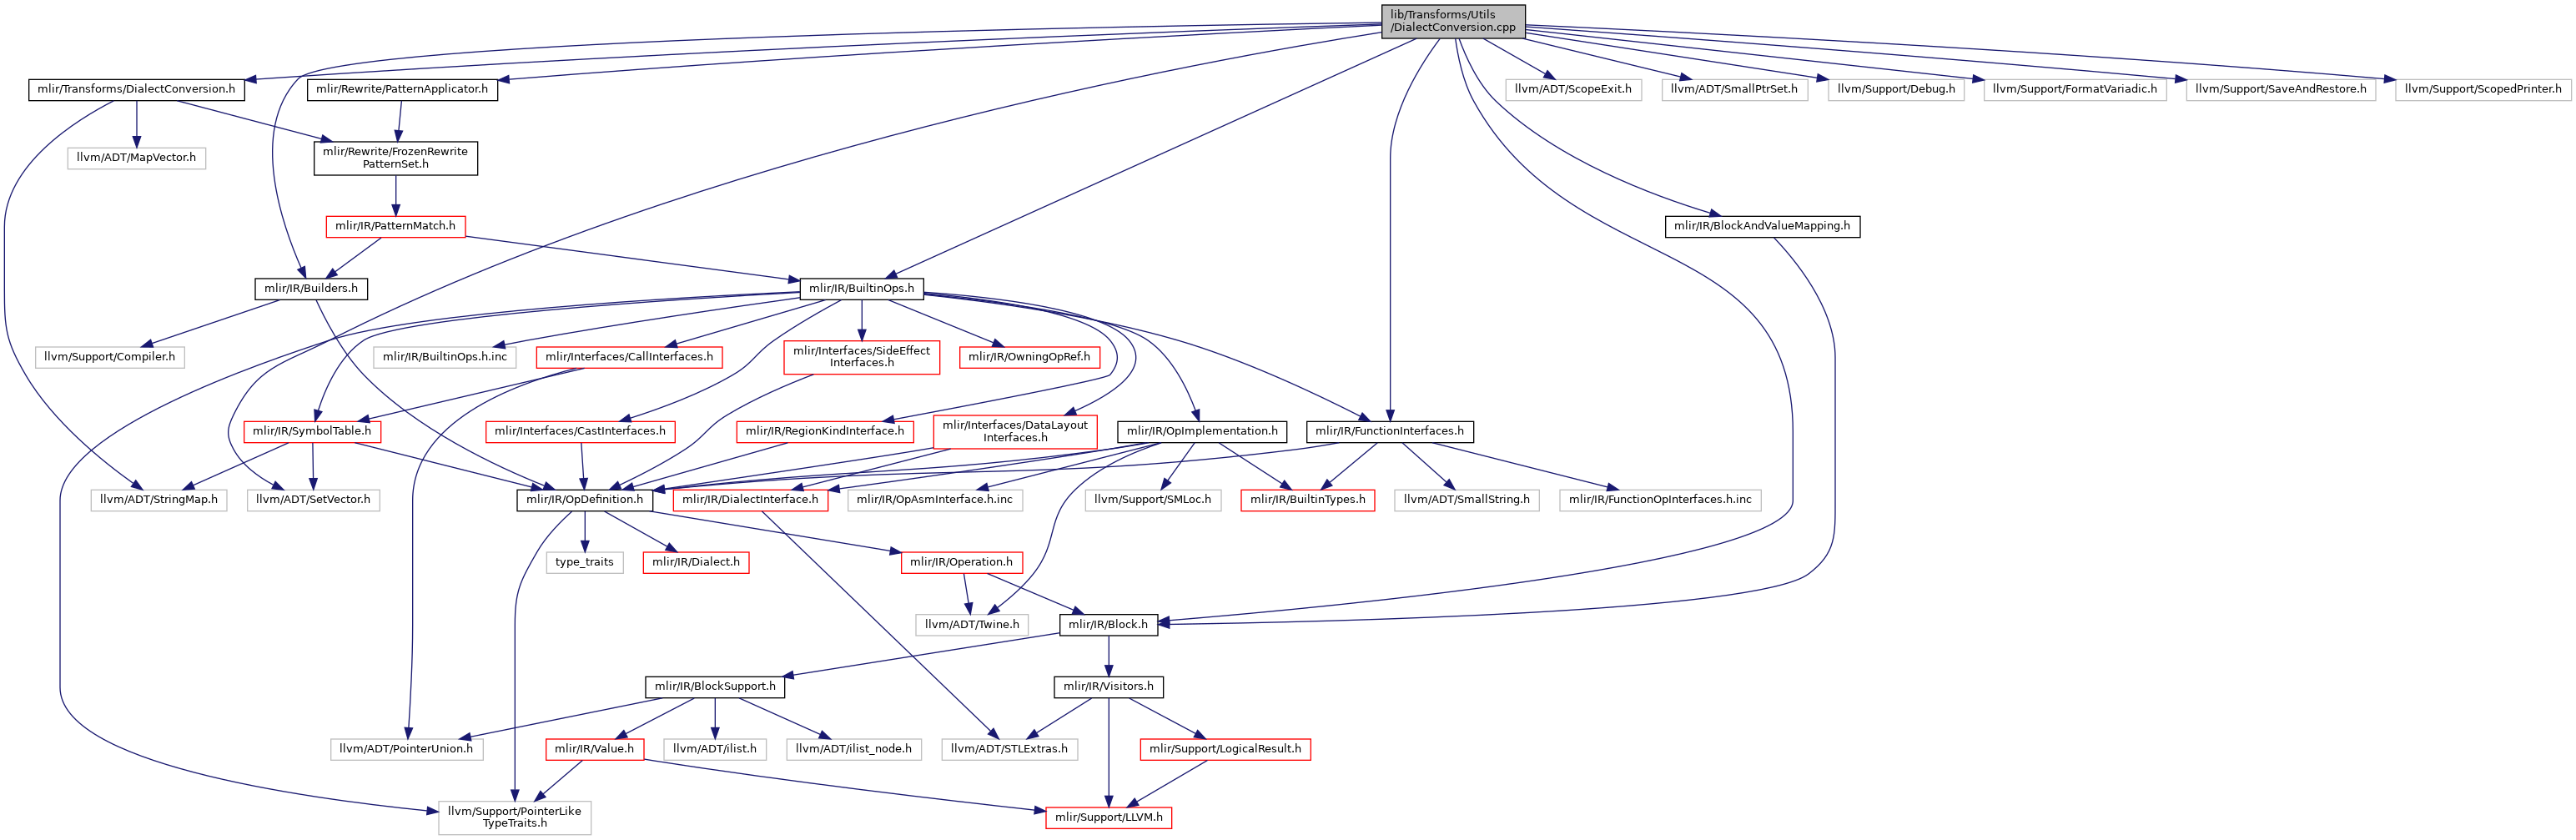 lib/Transforms/Utils
/DialectConversion.cpp
mlir/Transforms/DialectConversion.h
mlir/Rewrite/PatternApplicator.h
llvm/ADT/ScopeExit.h
llvm/ADT/SmallPtrSet.h
llvm/Support/Debug.h
llvm/Support/FormatVariadic.h
llvm/Support/SaveAndRestore.h
llvm/Support/ScopedPrinter.h
llvm/ADT/MapVector.h
mlir/Rewrite/FrozenRewrite
PatternSet.h
mlir/IR/PatternMatch.h
mlir/IR/BlockAndValueMapping.h
mlir/IR/Builders.h
mlir/IR/BuiltinOps.h
llvm/Support/Compiler.h
mlir/IR/BuiltinOps.h.inc
mlir/Interfaces/CallInterfaces.h
mlir/Interfaces/SideEffect
Interfaces.h
mlir/IR/OwningOpRef.h
mlir/IR/SymbolTable.h
mlir/Interfaces/CastInterfaces.h
mlir/IR/RegionKindInterface.h
mlir/Interfaces/DataLayout
Interfaces.h
mlir/IR/OpImplementation.h
mlir/IR/FunctionInterfaces.h
llvm/ADT/StringMap.h
llvm/ADT/SetVector.h
mlir/IR/OpDefinition.h
mlir/IR/DialectInterface.h
mlir/IR/OpAsmInterface.h.inc
llvm/Support/SMLoc.h
mlir/IR/BuiltinTypes.h
llvm/ADT/SmallString.h
mlir/IR/FunctionOpInterfaces.h.inc
type_traits
mlir/IR/Dialect.h
mlir/IR/Operation.h
llvm/ADT/Twine.h
mlir/IR/Block.h
mlir/IR/BlockSupport.h
mlir/IR/Visitors.h
llvm/ADT/PointerUnion.h
mlir/IR/Value.h
llvm/ADT/ilist.h
llvm/ADT/ilist_node.h
llvm/ADT/STLExtras.h
mlir/Support/LogicalResult.h
llvm/Support/PointerLike
TypeTraits.h
mlir/Support/LLVM.h